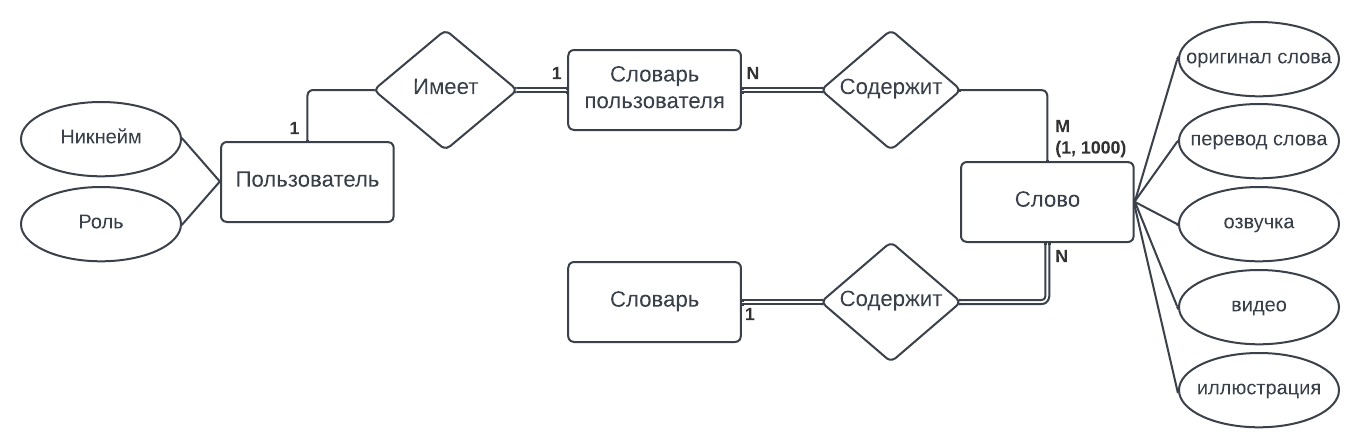 Никнейм
Роль
Пользователь
1
Имеет
1
Словарь
пользователя
N
Содержит
M
(1, 1000)
Слово
N
Словарь
1
Содержит
оригинал слова
перевод слова
озвучка
видео
иллюстрация